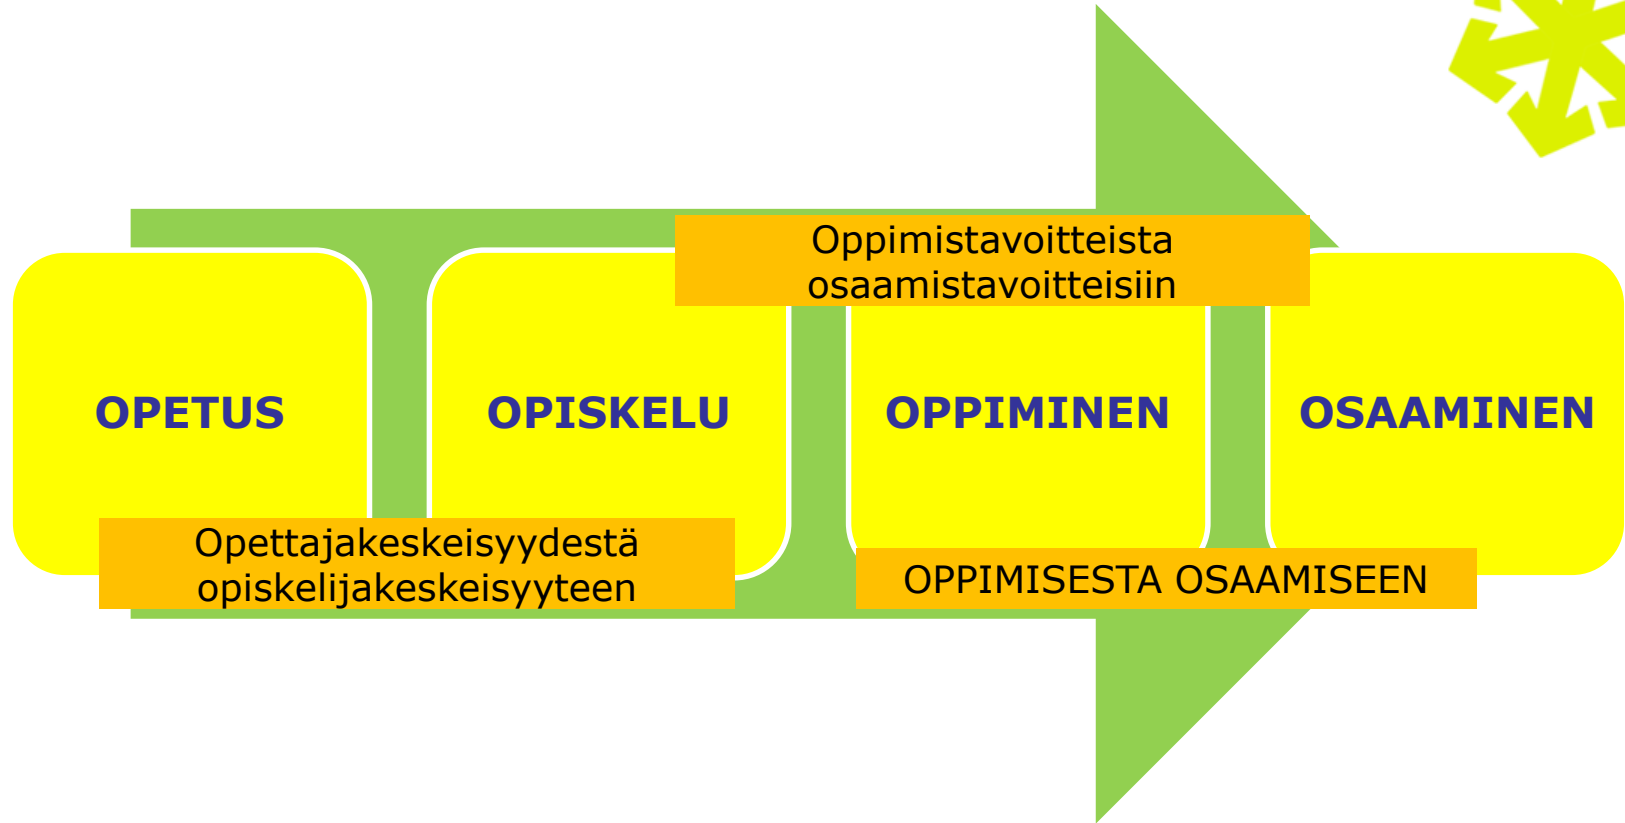 Oppimistavoitteista
osaamistavoitteisiin
OPETUS
OPISKELU
OPPIMINEN
OSAAMINEN
Opettajakeskeisyydestä
opiskelijakeskeisyyteen
OPPIMISESTA OSAAMISEEN